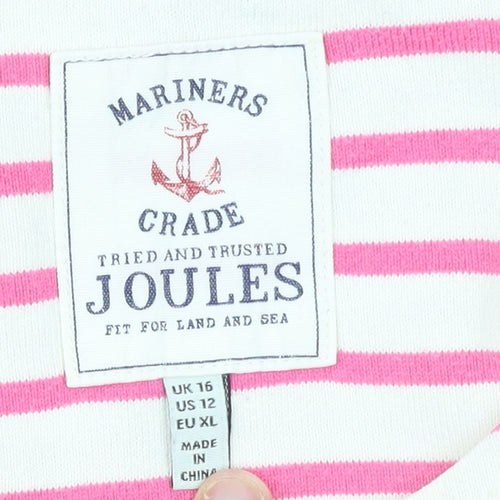 MARINERS
CRADE
TRIED AND TRUSTED
JOULES
FIT FOR LAND AND SEA
UK 16
US 12
EU XL
MADE
IN
CHINA